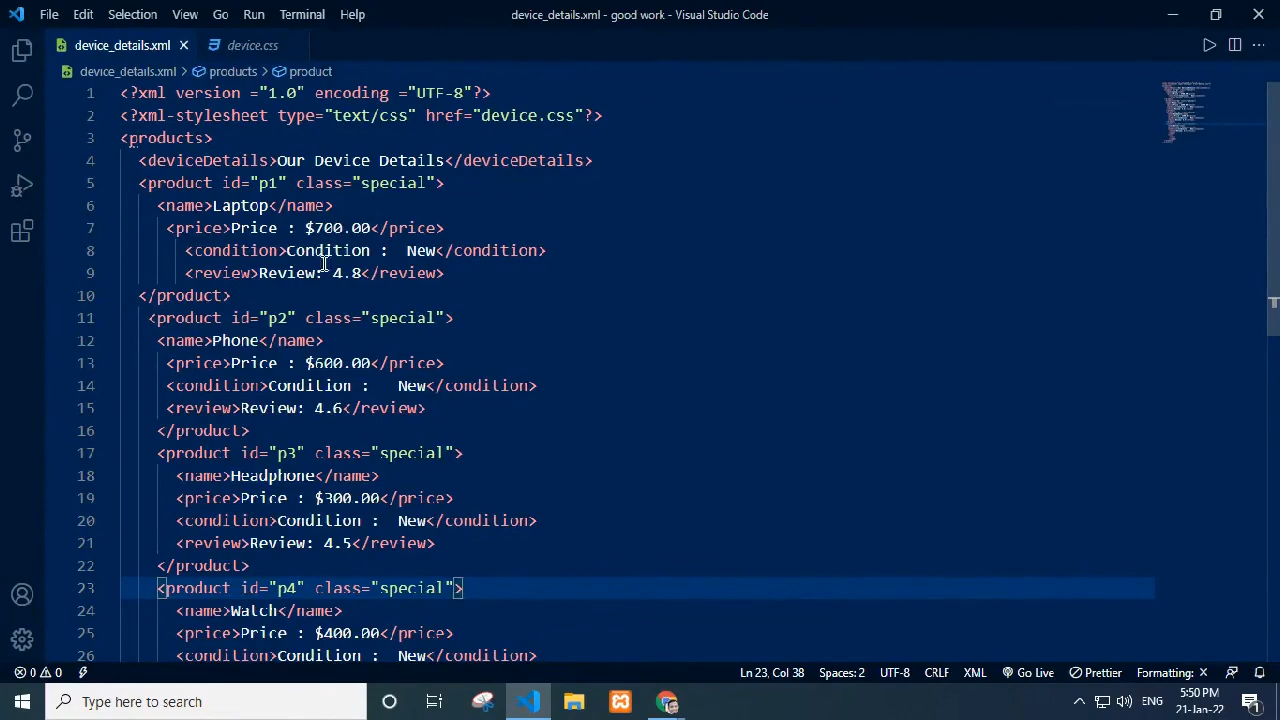 File Edit Selection View Go Run Terminal Help
device_details.xml - good work - Visual Studio Code
device_details.xml
device.css
device_details.xml > products > product
1 <?xml version ="1.0" encoding ="UTF-8"?>
2 <?xml-stylesheet type="text/css" href="device.css"?>
3 <products>
4 <deviceDetails>Our Device Details</deviceDetails>
5 <product id="p1" class="special">
6 <name>Laptop</name>
7 <price>Price : $700.00</price>
8 <condition>Condition :  New</condition>
9 <review>Review: 4.8</review>
10 </product>
11 <product id="p2" class="special">
12 <name>Phone</name>
13 <price>Price : $600.00</price>
14 <condition>Condition :   New</condition>
15 <review>Review: 4.6</review>
16 </product>
17 <product id="p3" class="special">
18 <name>Headphone</name>
19 <price>Price : $300.00</price>
20 <condition>Condition :  New</condition>
21 <review>Review: 4.5</review>
22 </product>
23 <product id="p4" class="special">
24 <name>Watch</name>
25 <price>Price : $400.00</price>
26 <condition>Condition :  New</condition>
0 0 Ln 23, Col 38 Spaces: 2 UTF-8 CRLF XML Go Live Prettier Formatting: ×
Type here to search
ENG
5:50 PM
21-Jan-22
1